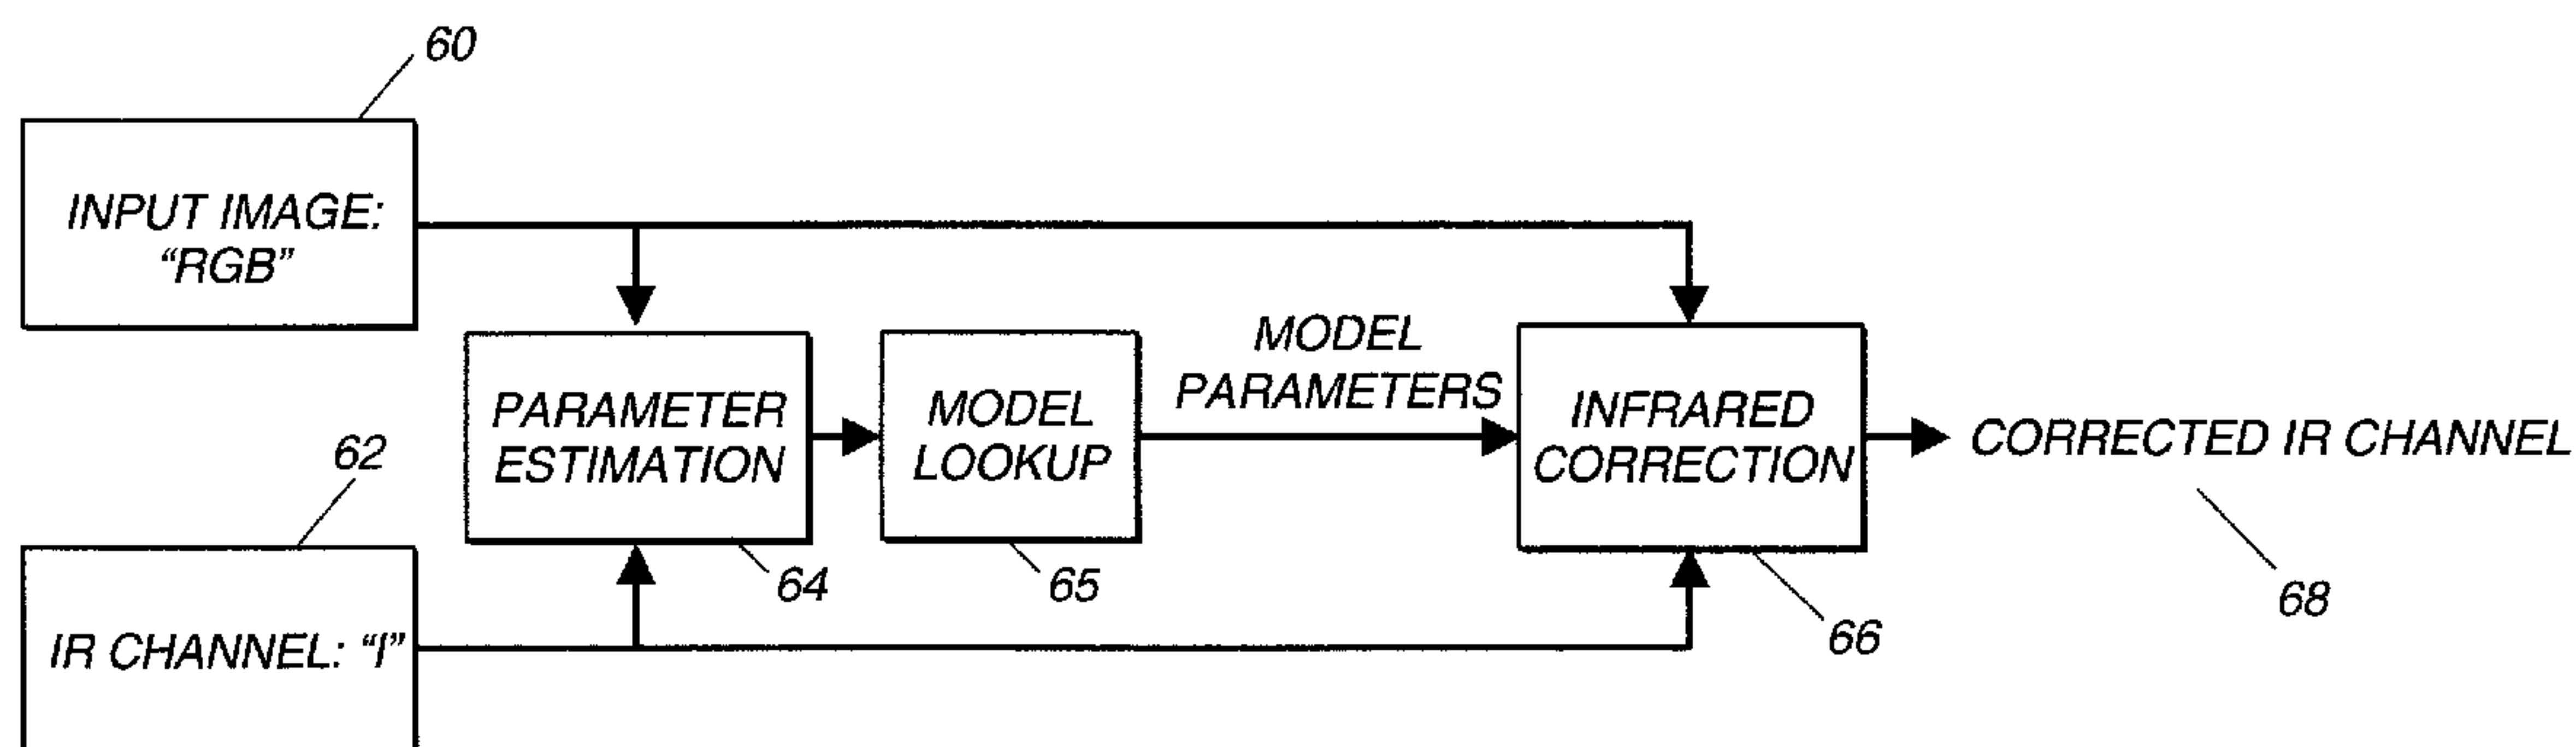 60
INPUT IMAGE:
“RGB”
62
IR CHANNEL: “I”
PARAMETER
ESTIMATION
64
MODEL
LOOKUP
65
MODEL
PARAMETERS
INFRARED
CORRECTION
66
CORRECTED IR CHANNEL
68